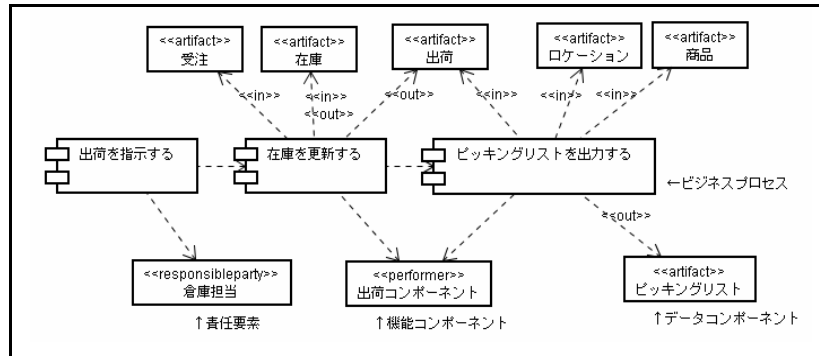 <<artifact>>
受注
<<artifact>>
在庫
<<artifact>>
出荷
<<artifact>>
ロケーション
<<artifact>>
商品
<<in>>
<<in>>
<<out>>
<<out>>
<<in>>
<<in>>
<<in>>
出荷を指示する
在庫を更新する
ピッキングリストを出力する
←ビジネスプロセス
<<out>>
<<responsibleparty>>
倉庫担当
<<performer>>
出荷コンポーネント
<<artifact>>
ピッキングリスト
↑責任要素
↑機能コンポーネント
↑データコンポーネント